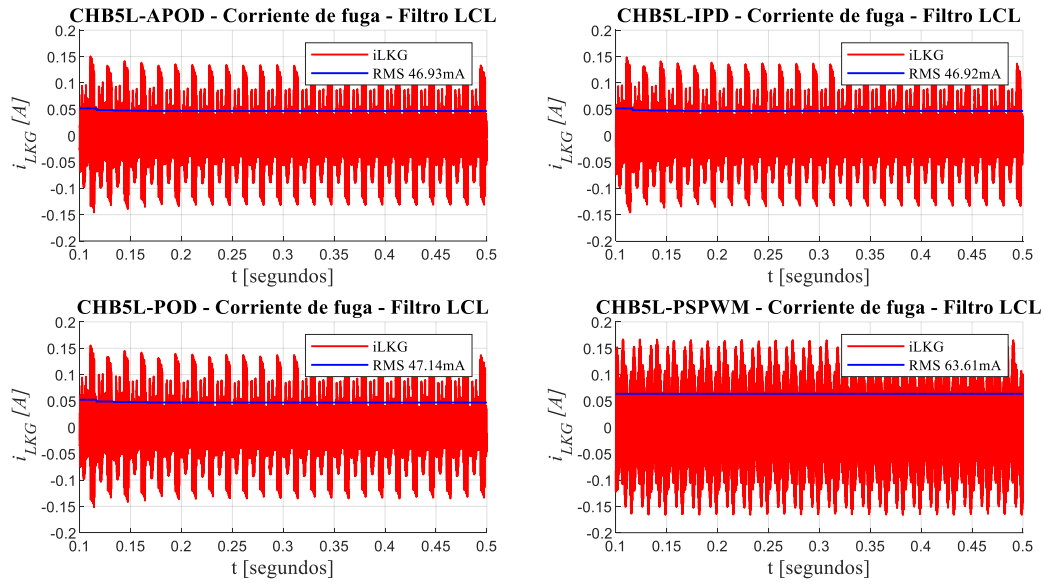 CHB5L-APOD - Corriente de fuga - Filtro LCL
0.2
0.15
0.1
0.05
0
-0.05
-0.1
-0.15
-0.2
i_LKG [A]
iLKG
RMS 46.93mA
0.1 0.15 0.2 0.25 0.3 0.35 0.4 0.45 0.5
t [segundos]
CHB5L-IPD - Corriente de fuga - Filtro LCL
0.2
0.15
0.1
0.05
0
-0.05
-0.1
-0.15
-0.2
i_LKG [A]
iLKG
RMS 46.92mA
0.1 0.15 0.2 0.25 0.3 0.35 0.4 0.45 0.5
t [segundos]
CHB5L-POD - Corriente de fuga - Filtro LCL
0.2
0.15
0.1
0.05
0
-0.05
-0.1
-0.15
-0.2
i_LKG [A]
iLKG
RMS 47.14mA
0.1 0.15 0.2 0.25 0.3 0.35 0.4 0.45 0.5
t [segundos]
CHB5L-PSPWM - Corriente de fuga - Filtro LCL
0.2
0.15
0.1
0.05
0
-0.05
-0.1
-0.15
-0.2
i_LKG [A]
iLKG
RMS 63.61mA
0.1 0.15 0.2 0.25 0.3 0.35 0.4 0.45 0.5
t [segundos]